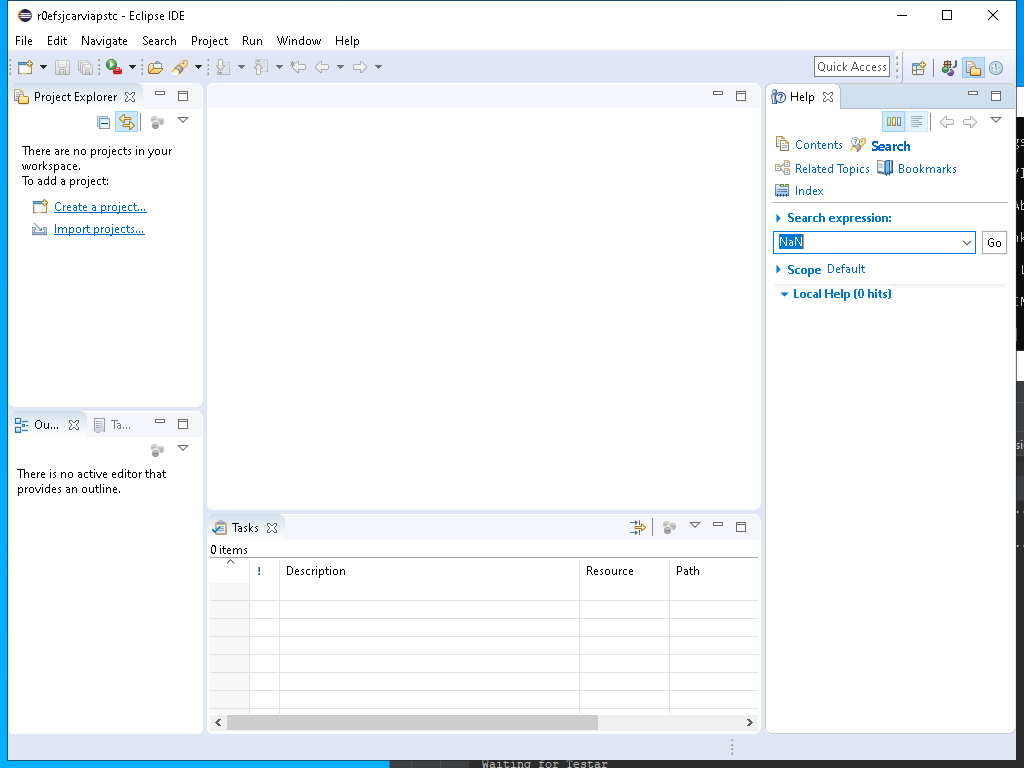 r0efsjcarviapstc - Eclipse IDE
File Edit Navigate Search Project Run Window Help
Quick Access
Project Explorer
There are no projects in your
workspace.
To add a project:
Create a project...
Import projects...
Ou...
Ta...
There is no active editor that
provides an outline.
Tasks
0 items
! Description Resource Path
Help
Contents Search
Related Topics Bookmarks
Index
Search expression:
NaN
Go
Scope Default
Local Help (0 hits)
Waiting for Testar